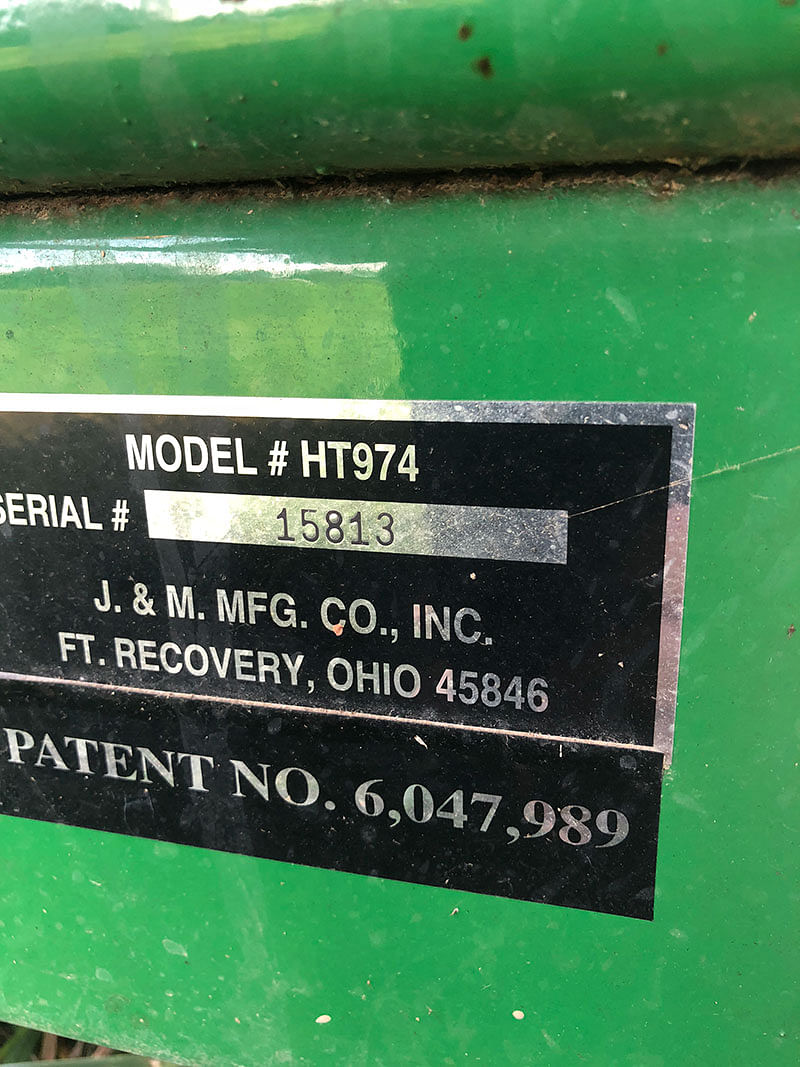 MODEL # HT974
SERIAL # 15813
J. & M. MFG. CO., INC.
FT. RECOVERY, OHIO 45846
PATENT NO. 6,047,989